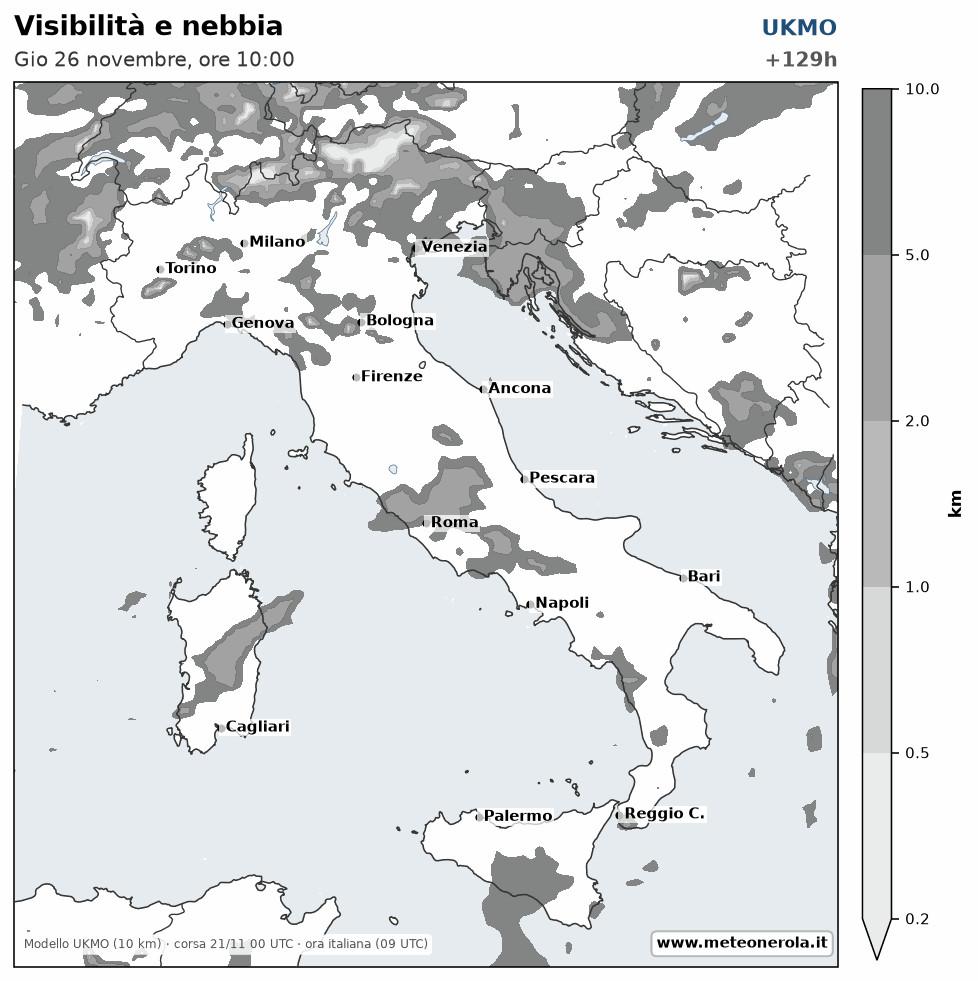 Visibilità e nebbia
UKMO
Gio 26 novembre, ore 10:00
+129h
10.0
5.0
2.0
1.0
0.5
0.2
km
Milano
Venezia
Torino
Genova
Bologna
Firenze
Ancona
Pescara
Roma
Bari
Napoli
Cagliari
Palermo
Reggio C.
Modello UKMO (10 km) · corsa 21/11 00 UTC · ora italiana (09 UTC)
www.meteonerola.it